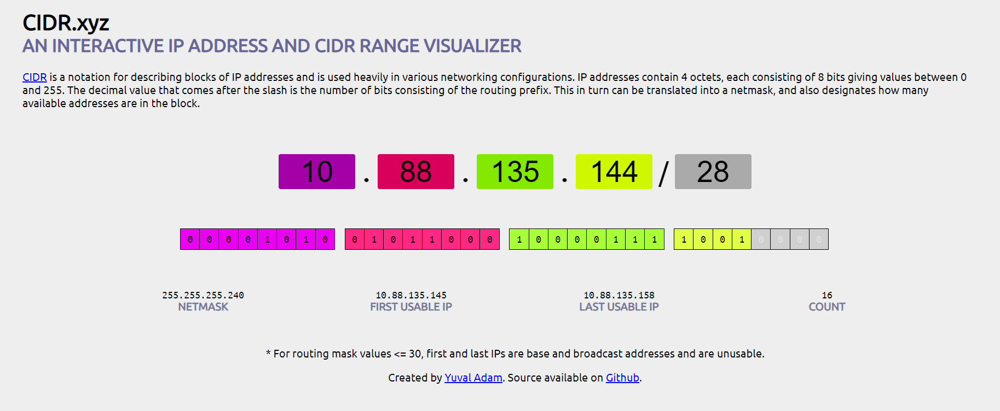 CIDR.xyz
AN INTERACTIVE IP ADDRESS AND CIDR RANGE VISUALIZER
CIDR is a notation for describing blocks of IP addresses and is used heavily in various networking configurations. IP addresses contain 4 octets, each consisting of 8 bits giving values between 0
and 255. The decimal value that comes after the slash is the number of bits consisting of the routing prefix. This in turn can be translated into a netmask, and also designates how many
available addresses are in the block.
10 . 88 . 135 . 144 / 28
0 0 0 0 1 0 1 0 0 1 0 1 1 0 0 0 1 0 0 0 0 1 1 1 1 0 0 1 0 0 0 0
255.255.255.240 10.88.135.145 10.88.135.158 16
NETMASK FIRST USABLE IP LAST USABLE IP COUNT
* For routing mask values <= 30, first and last IPs are base and broadcast addresses and are unusable.
Created by Yuval Adam. Source available on Github.